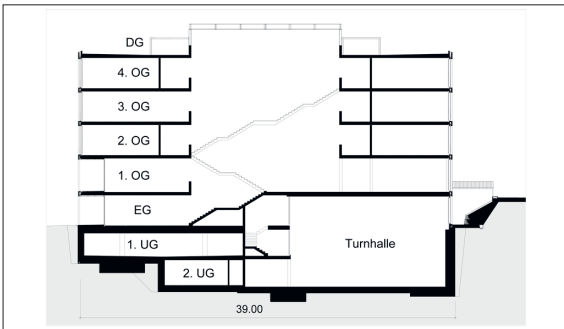 DG
4. OG
3. OG
2. OG
1. OG
EG
1. UG
Turnhalle
2. UG
39.00